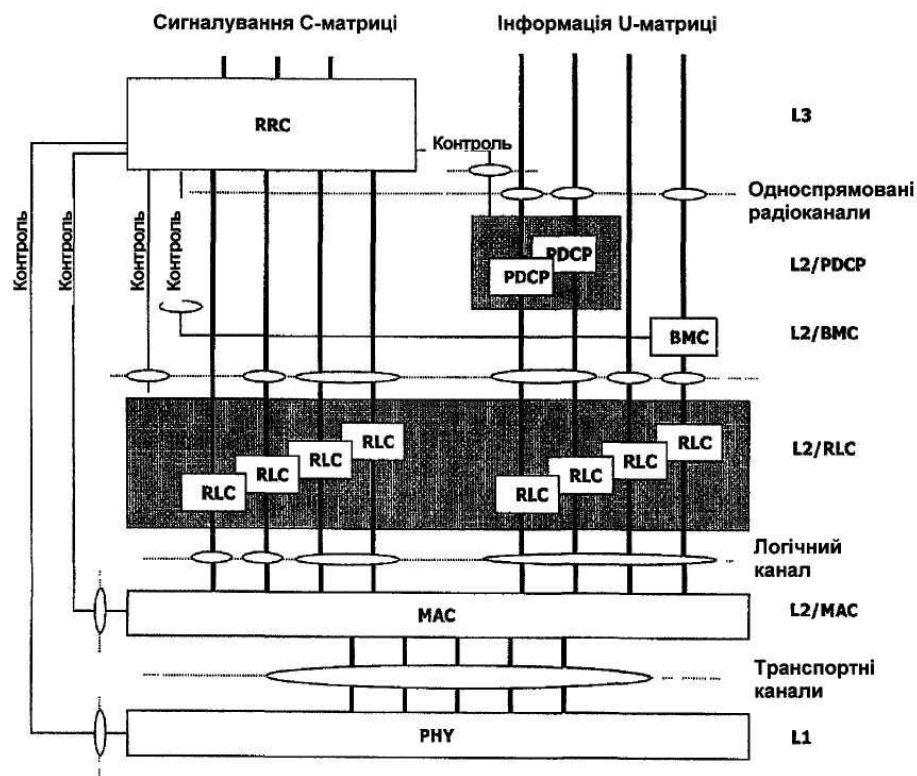 Сигналування С-матриці
Інформація U-матриці
RRC
L3
Контроль
Односпрямовані
радіоканали
Контроль
Контроль
Контроль
Контроль
PDCP
PDCP
L2/PDCP
BMC
L2/BMC
RLC
RLC
RLC
RLC
RLC
RLC
RLC
RLC
L2/RLC
Логічний
канал
MAC
L2/MAC
Транспортні
канали
PHY
L1